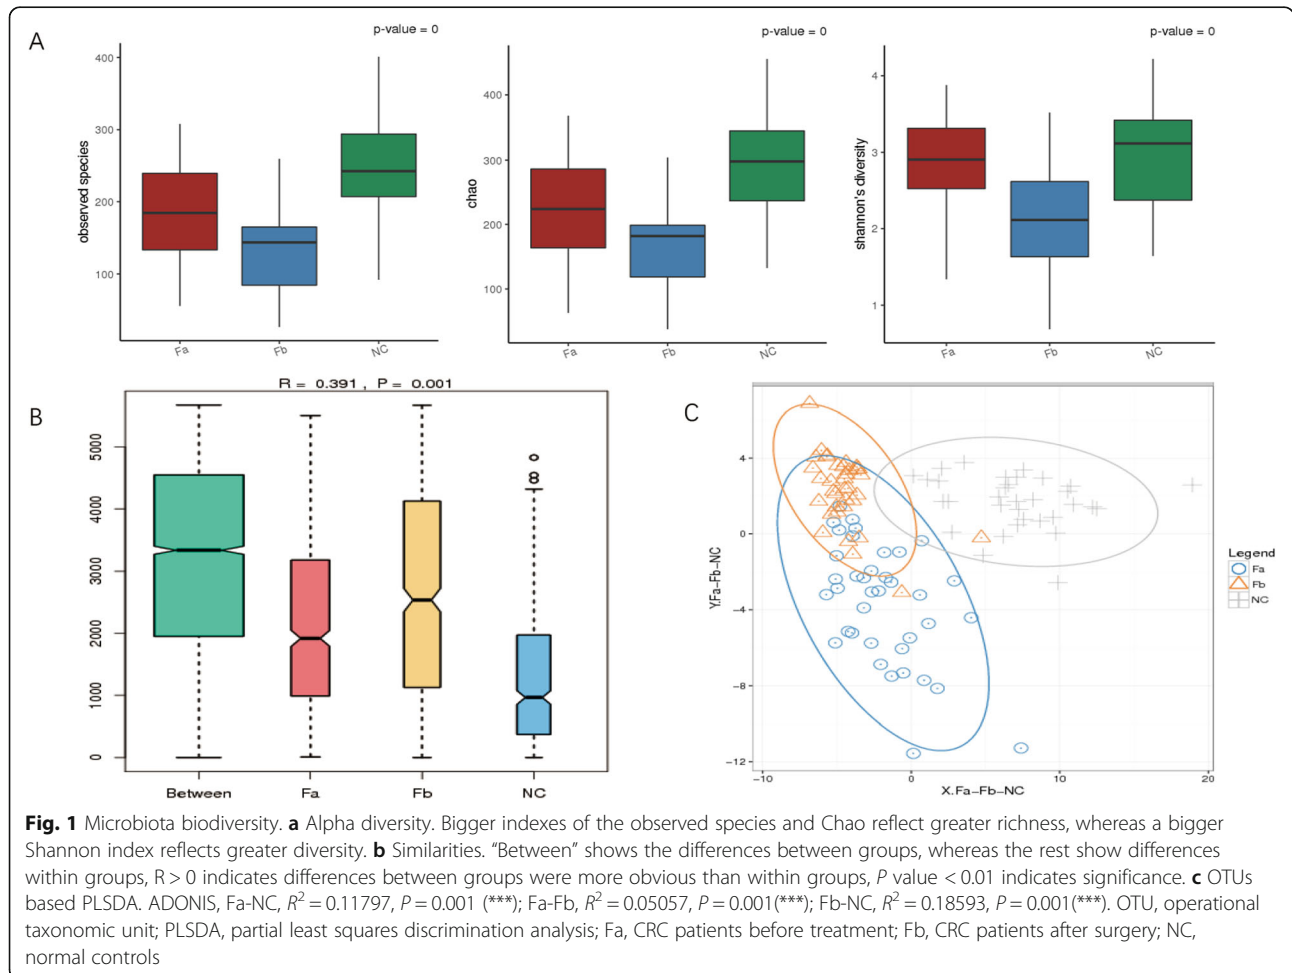 A
p-value = 0
p-value = 0
p-value = 0
observed species
400
300
200
100
Fa
Fb
NC
chao
400
300
200
100
Fa
Fb
NC
shannon's diversity
4
3
2
1
Fa
Fb
NC
B
R = 0.391 , P = 0.001
5000
4000
3000
2000
1000
0
Between
Fa
Fb
NC
C
Y.Fa-Fb-NC
4
0
-4
-8
-12
-10
0
10
20
X.Fa-Fb-NC
Legend
Fa
Fb
NC
Fig. 1 Microbiota biodiversity. a Alpha diversity. Bigger indexes of the observed species and Chao reflect greater richness, whereas a bigger
Shannon index reflects greater diversity. b Similarities. “Between” shows the differences between groups, whereas the rest show differences
within groups, R > 0 indicates differences between groups were more obvious than within groups, P value < 0.01 indicates significance. c OTUs
based PLSDA. ADONIS, Fa-NC, R² = 0.11797, P = 0.001 (***); Fa-Fb, R² = 0.05057, P = 0.001(***); Fb-NC, R² = 0.18593, P = 0.001(***). OTU, operational
taxonomic unit; PLSDA, partial least squares discrimination analysis; Fa, CRC patients before treatment; Fb, CRC patients after surgery; NC,
normal controls